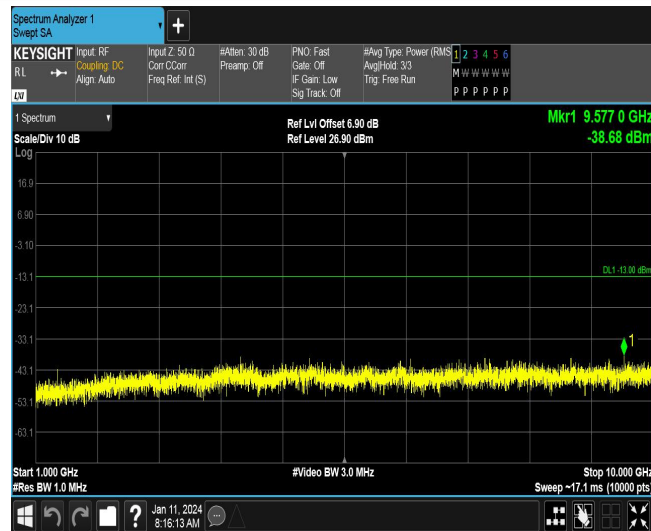 Spectrum Analyzer 1
Swept SA
KEYSIGHT
RL
LXI
Input: RF
Coupling: DC
Align: Auto
Input Z: 50 Ω
Corr CCorr
Freq Ref: Int (S)
#Atten: 30 dB
Preamp: Off
PNO: Fast
Gate: Off
IF Gain: Low
Sig Track: Off
#Avg Type: Power (RMS
Avg|Hold: 3/3
Trig: Free Run
1 2 3 4 5 6
M W W W W W
P P P P P P
1 Spectrum
Scale/Div 10 dB
Log
Ref Lvl Offset 6.90 dB
Ref Level 26.90 dBm
Mkr1 9.577 0 GHz
-38.68 dBm
16.9
6.90
-3.10
-13.1
DL1 -13.00 dBm
-23.1
-33.1
1
-43.1
-53.1
-63.1
Start 1.000 GHz
#Res BW 1.0 MHz
#Video BW 3.0 MHz
Stop 10.000 GHz
Sweep ~17.1 ms (10000 pts
?
Jan 11, 2024
8:16:13 AM